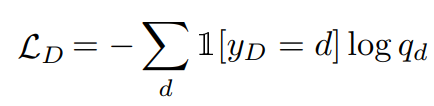 ℒ_D = − ∑_d 𝟙[y_D = d] log q_d